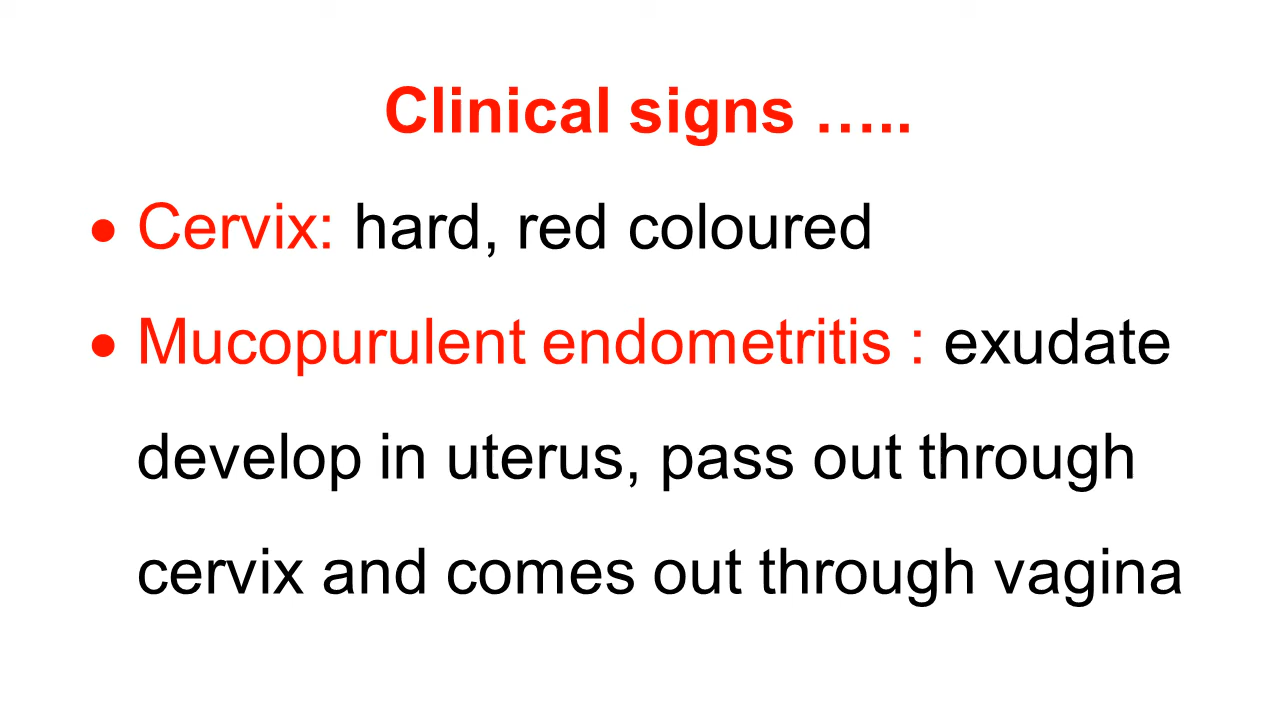 Clinical signs …..
• Cervix: hard, red coloured
• Mucopurulent endometritis : exudate
develop in uterus, pass out through
cervix and comes out through vagina